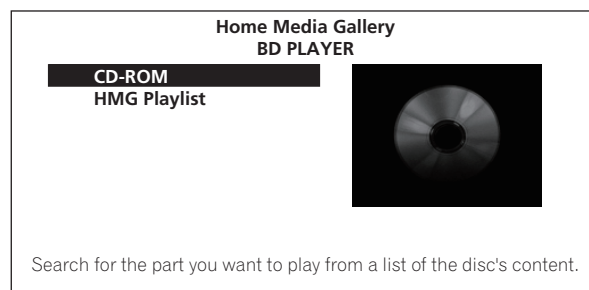 Home Media Gallery
BD PLAYER
CD-ROM
HMG Playlist
Search for the part you want to play from a list of the disc's content.